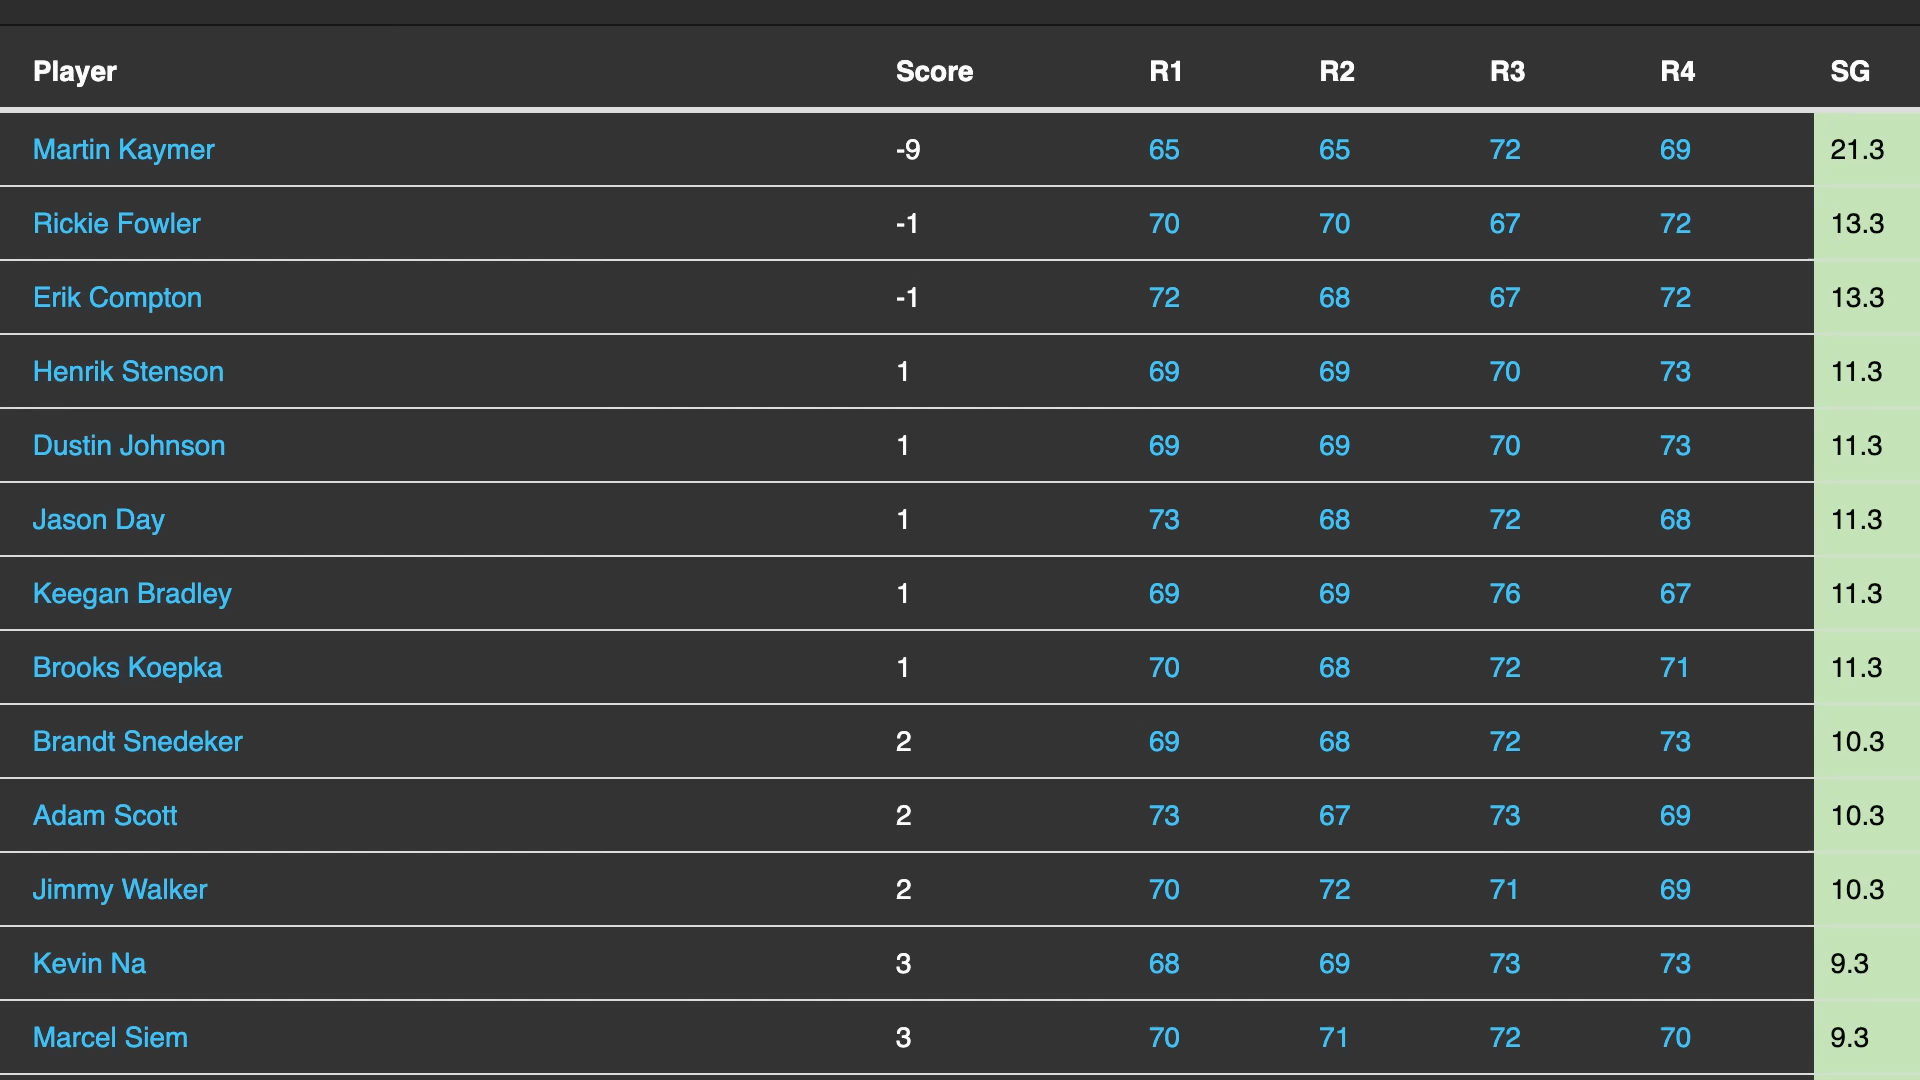 Player Score R1 R2 R3 R4 SG
Martin Kaymer -9 65 65 72 69 21.3
Rickie Fowler -1 70 70 67 72 13.3
Erik Compton -1 72 68 67 72 13.3
Henrik Stenson 1 69 69 70 73 11.3
Dustin Johnson 1 69 69 70 73 11.3
Jason Day 1 73 68 72 68 11.3
Keegan Bradley 1 69 69 76 67 11.3
Brooks Koepka 1 70 68 72 71 11.3
Brandt Snedeker 2 69 68 72 73 10.3
Adam Scott 2 73 67 73 69 10.3
Jimmy Walker 2 70 72 71 69 10.3
Kevin Na 3 68 69 73 73 9.3
Marcel Siem 3 70 71 72 70 9.3